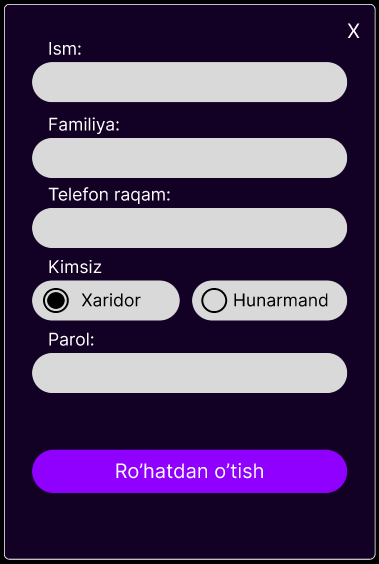 X
Ism:
Familiya:
Telefon raqam:
Kimsiz
Xaridor Hunarmand
Parol:
Ro’hatdan o’tish